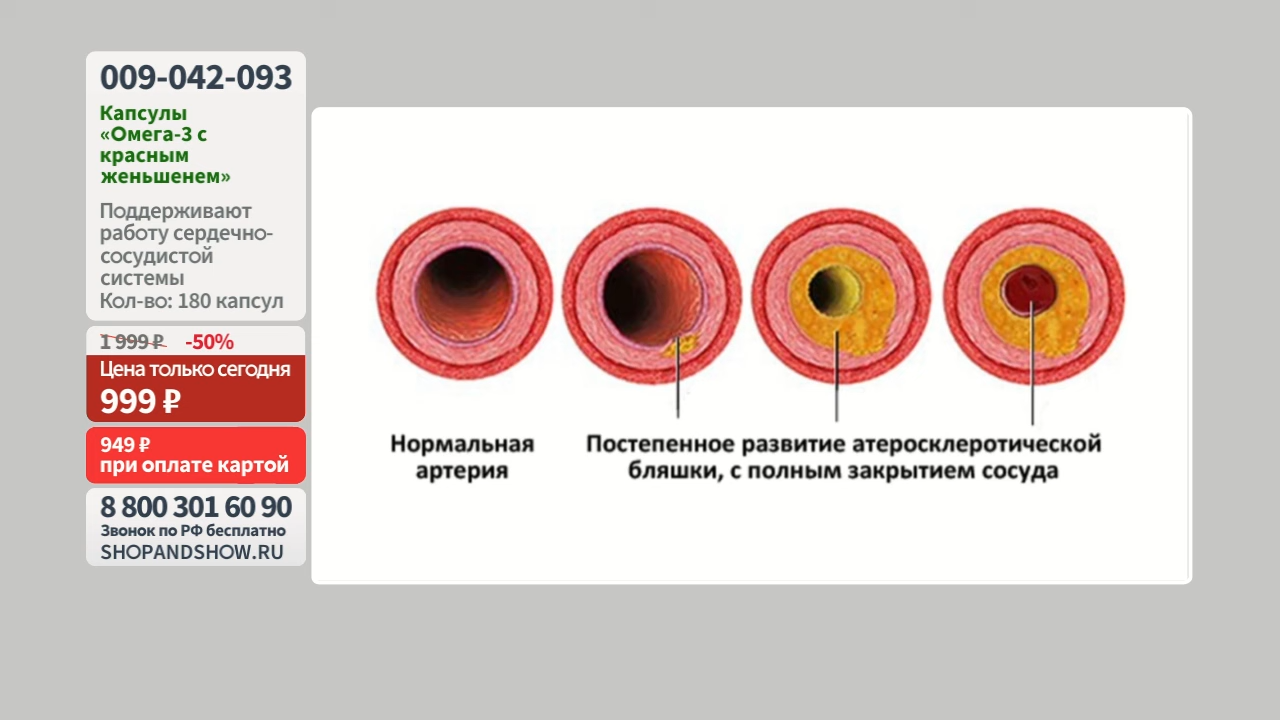 009-042-093
Капсулы
«Омега-3 с
красным
женьшенем»
Поддерживают
работу сердечно-
сосудистой
системы
Кол-во: 180 капсул
1 999 ₽ -50%
Цена только сегодня
999 ₽
949 ₽
при оплате картой
8 800 301 60 90
Звонок по РФ бесплатно
SHOPANDSHOW.RU
Нормальная
артерия
Постепенное развитие атеросклеротической
бляшки, с полным закрытием сосуда